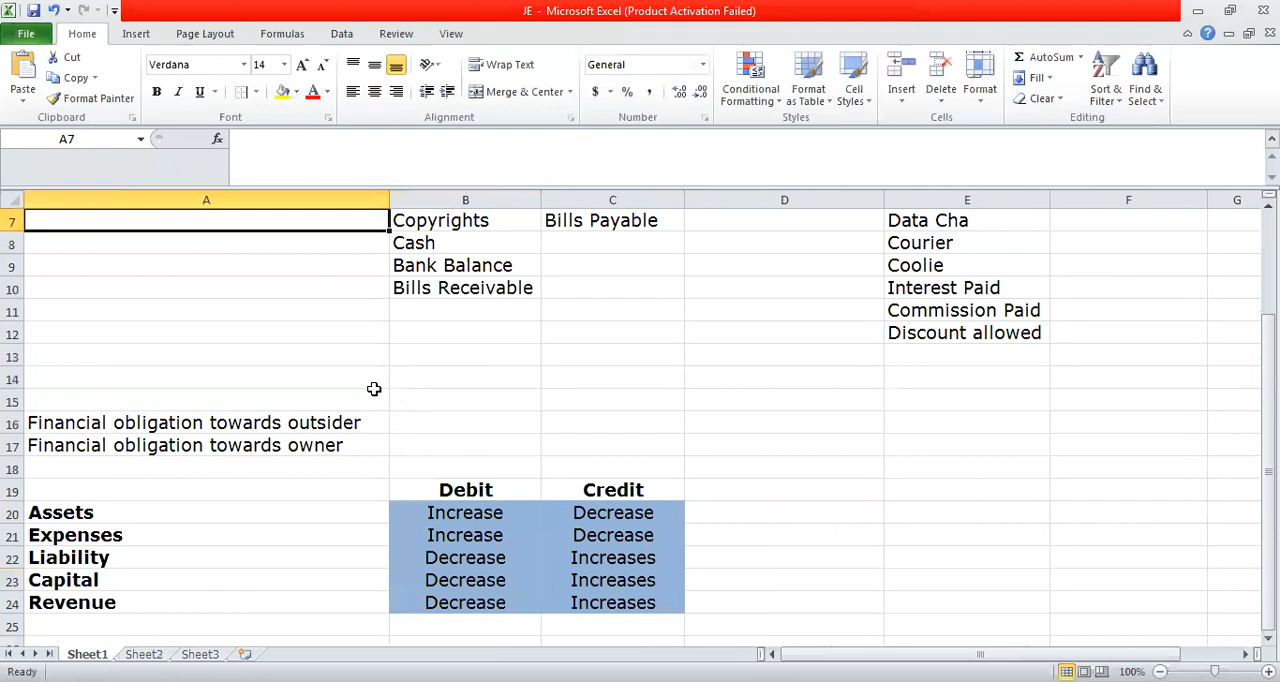 JE - Microsoft Excel (Product Activation Failed)
File Home Insert Page Layout Formulas Data Review View
Paste
Cut
Copy
Format Painter
Clipboard
Verdana 14
B I U
Font
Wrap Text
Merge & Center
Alignment
General
$ % ,
Number
Conditional Formatting
Format as Table
Cell Styles
Styles
Insert Delete Format
Cells
Σ AutoSum
Fill
Clear
Sort & Filter
Find & Select
Editing
A7 fx
A B C D E F G
7 Copyrights Bills Payable Data Cha
8 Cash Courier
9 Bank Balance Coolie
10 Bills Receivable Interest Paid
11 Commission Paid
12 Discount allowed
13
14
15
16 Financial obligation towards outsider
17 Financial obligation towards owner
18
19 Debit Credit
20 Assets Increase Decrease
21 Expenses Increase Decrease
22 Liability Decrease Increases
23 Capital Decrease Increases
24 Revenue Decrease Increases
25
Sheet1 Sheet2 Sheet3
Ready 100%